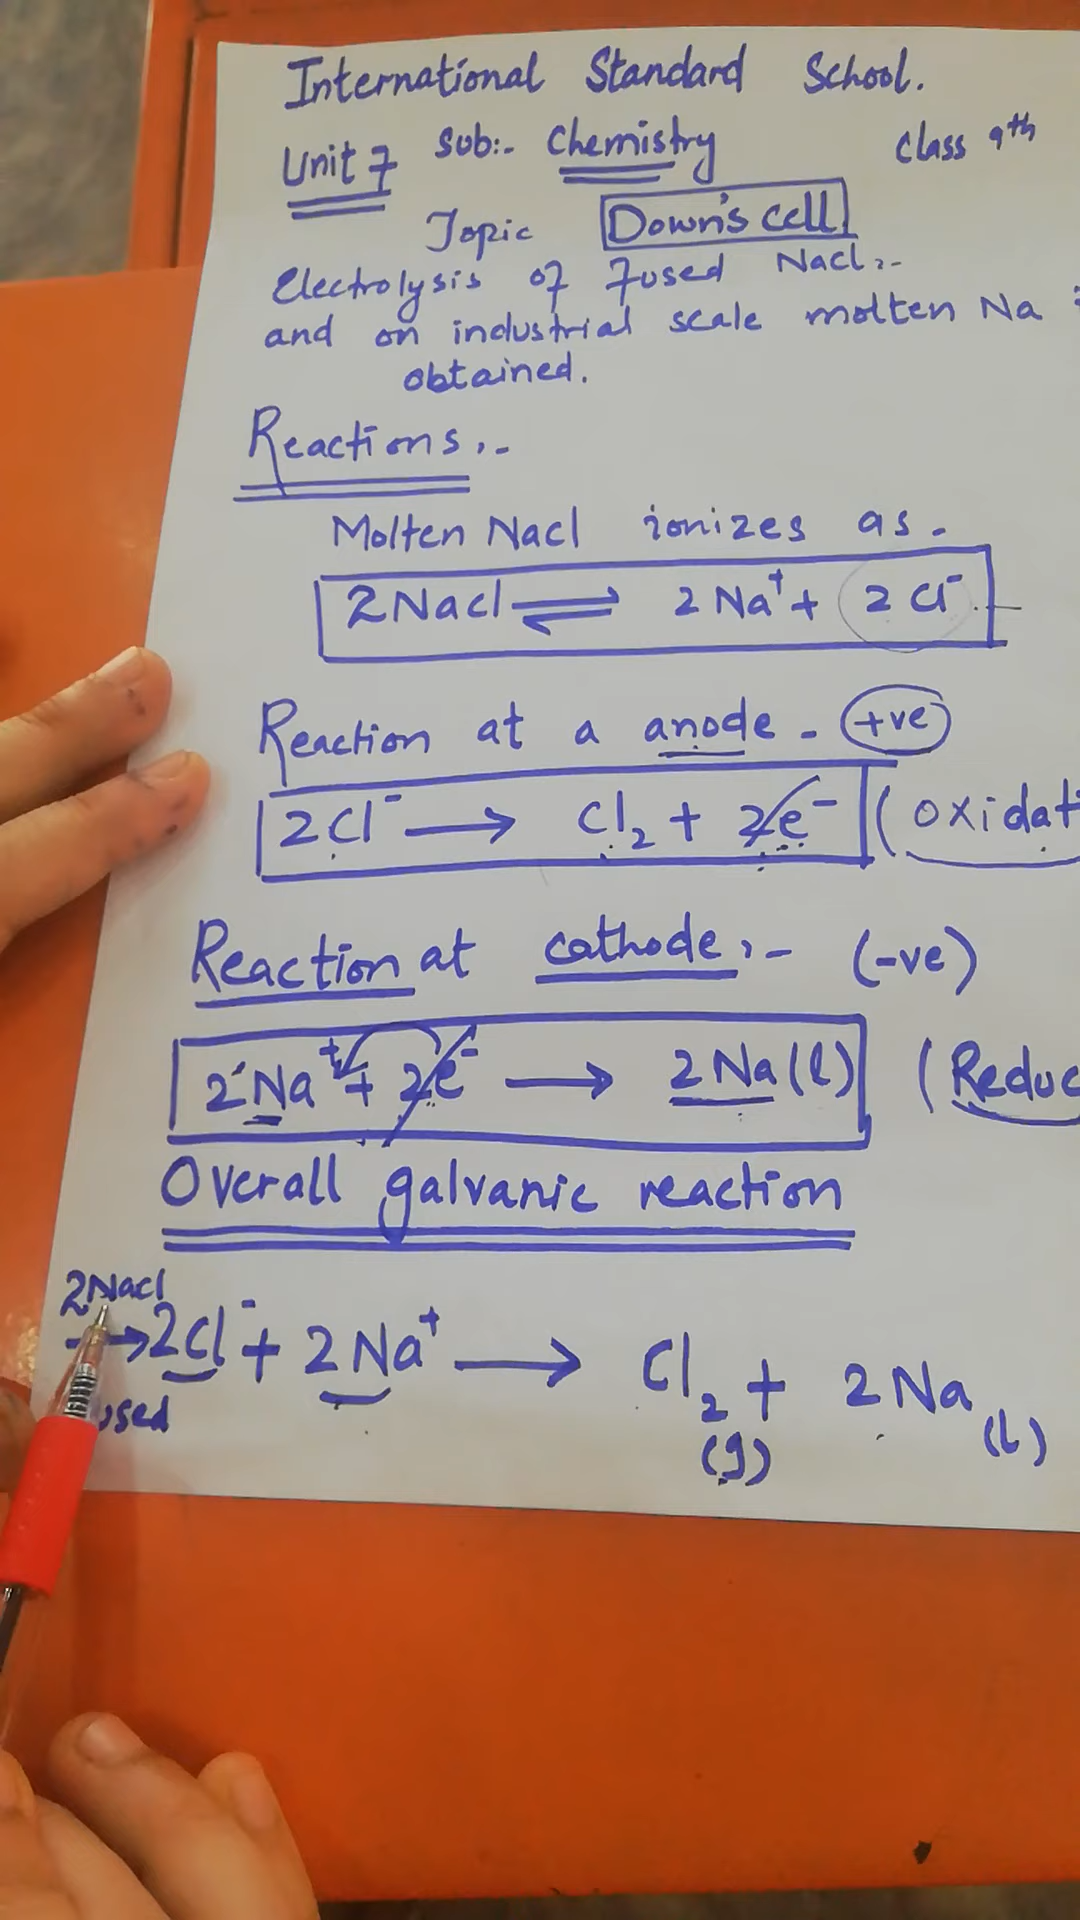 International Standard School.
Unit 7 Sub:- Chemistry Class 9th
Topic Down's cell
Electrolysis of fused Nacl:-
and on industrial scale molten Na
obtained.
Reactions:-
Molten Nacl ionizes as.
2Nacl ⇌ 2Na⁺ + 2Cl⁻
Reaction at a anode - +ve
2Cl⁻ → Cl₂ + 2e⁻ (Oxidat
Reaction at cathode:- (-ve)
2Na⁺ + 2e⁻ → 2Na(l) (Reduc
Overall galvanic reaction
2Nacl
→ 2Cl⁻ + 2Na⁺ → Cl₂ + 2Na
used (g) (l)